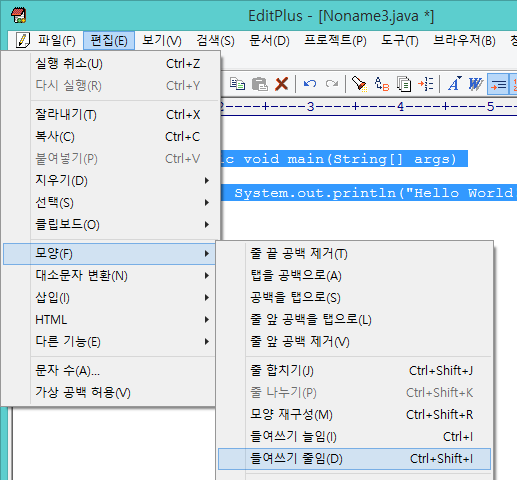 EditPlus - [Noname3.java *]
파일(F) 편집(E) 보기(V) 검색(S) 문서(D) 프로젝트(P) 도구(T) 브라우저(B)
실행 취소(U) Ctrl+Z
다시 실행(R) Ctrl+Y
잘라내기(T) Ctrl+X
복사(C) Ctrl+C
붙여넣기(P) Ctrl+V
지우기(D)
선택(S)
클립보드(O)
모양(F)
대소문자 변환(N)
삽입(I)
HTML
다른 기능(E)
문자 수(A)...
가상 공백 허용(V)
2----+----3----+----4----+----5--
c void main(String[] args)
System.out.println("Hello World
줄 끝 공백 제거(T)
탭을 공백으로(A)
공백을 탭으로(S)
줄 앞 공백을 탭으로(L)
줄 앞 공백 제거(V)
줄 합치기(J) Ctrl+Shift+J
줄 나누기(P) Ctrl+Shift+K
모양 재구성(M) Ctrl+Shift+R
들여쓰기 늘임(I) Ctrl+I
들여쓰기 줄임(D) Ctrl+Shift+I